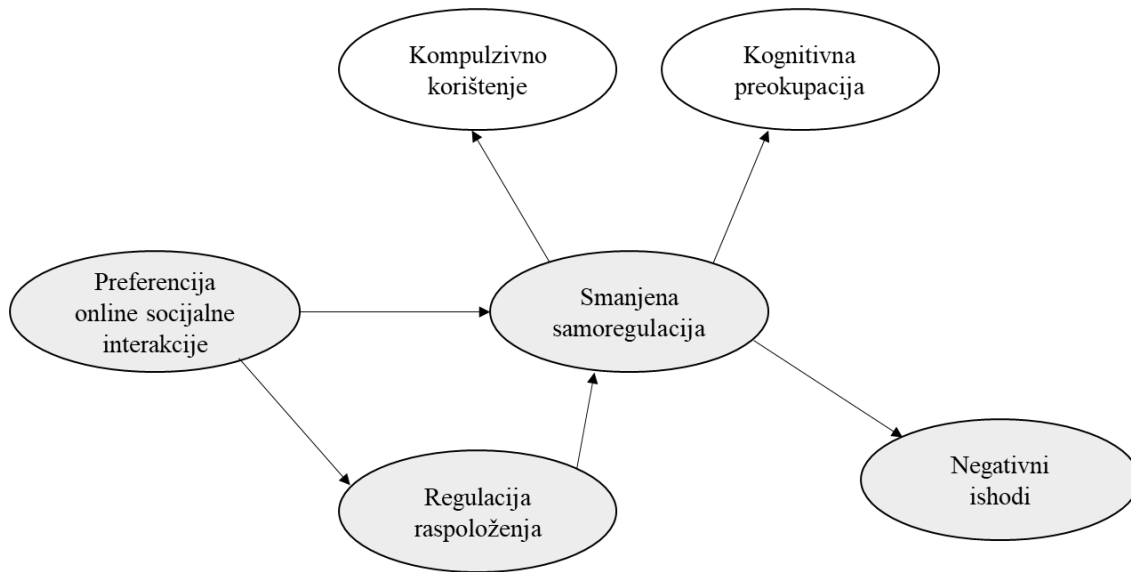 Kompulzivno
korištenje
Kognitivna
preokupacija
Preferencija
online socijalne
interakcije
Smanjena
samoregulacija
Regulacija
raspoloženja
Negativni
ishodi